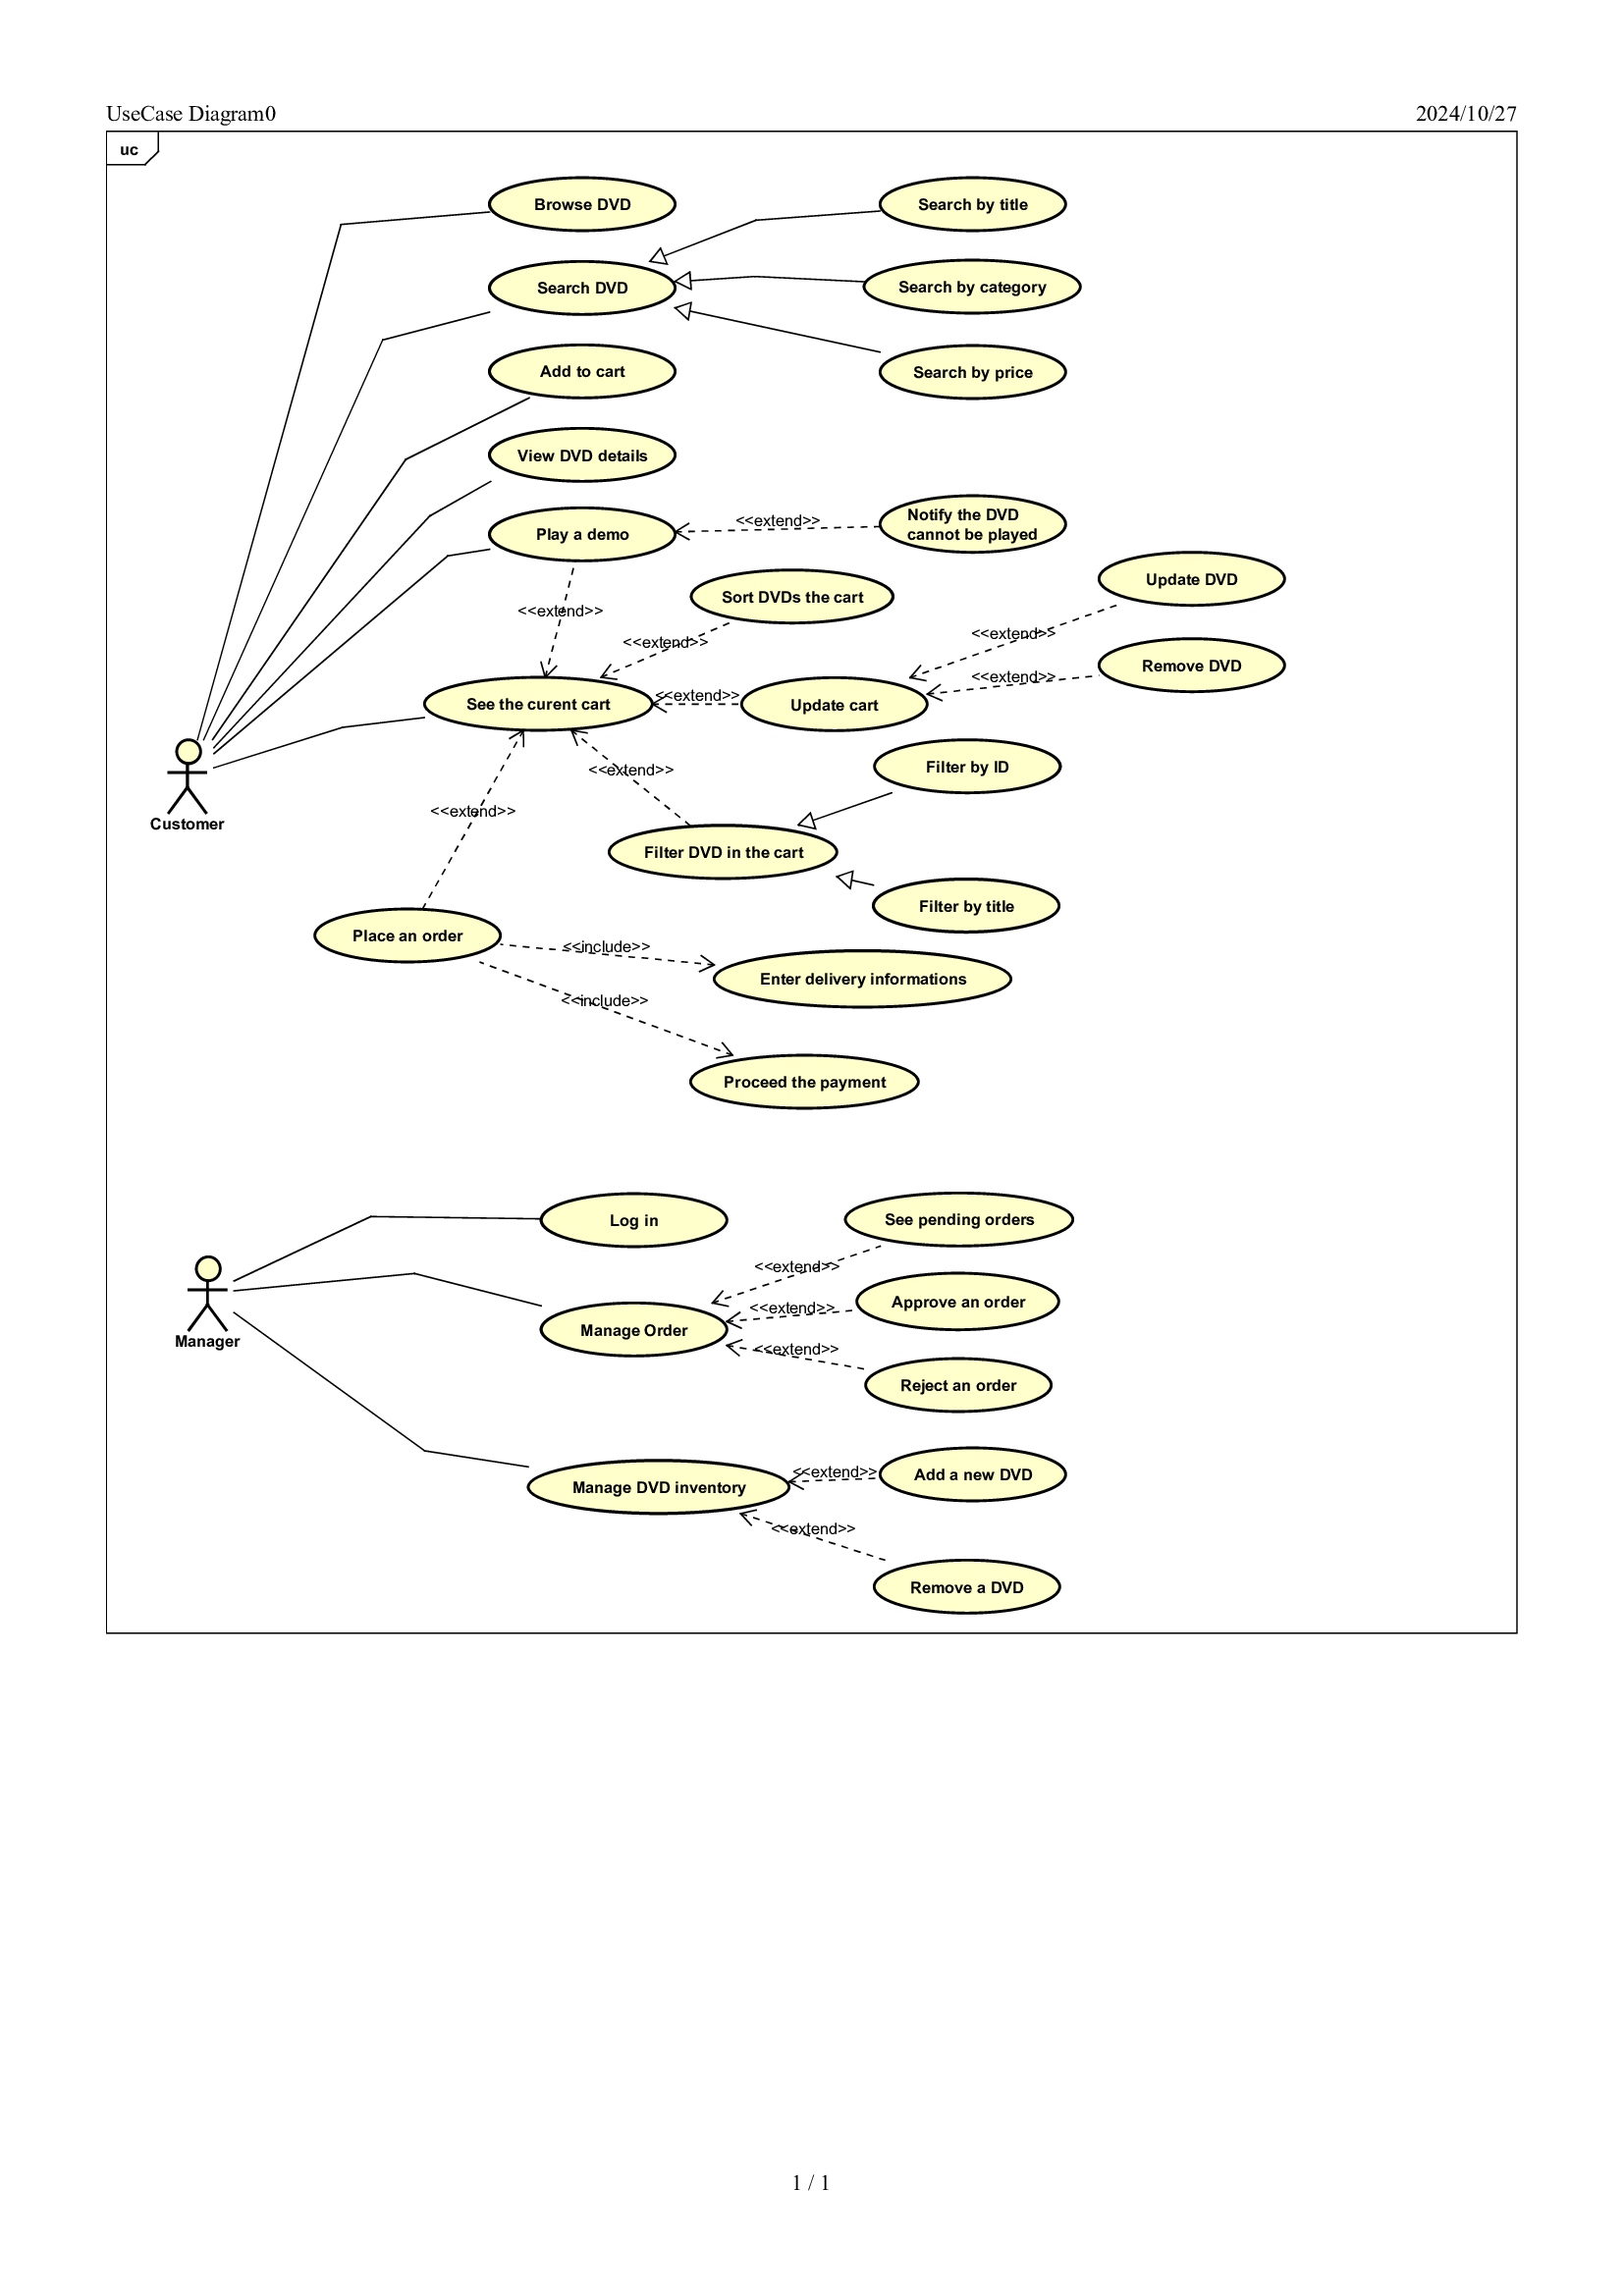 UseCase Diagram0
2024/10/27
uc
Browse DVD
Search by title
Search DVD
Search by category
Add to cart
Search by price
View DVD details
Play a demo
<<extend>>
Notify the DVD
cannot be played
Update DVD
Sort DVDs the cart
<<extend>>
<<extend>>
<<extend>>
Remove DVD
<<extend>>
See the curent cart
<<extend>>
Update cart
Filter by ID
<<extend>>
<<extend>>
Customer
Filter DVD in the cart
Filter by title
Place an order
<<include>>
Enter delivery informations
<<include>>
Proceed the payment
Log in
See pending orders
<<extend>>
Approve an order
<<extend>>
Manager
Manage Order
<<extend>>
Reject an order
<<extend>>
Add a new DVD
Manage DVD inventory
<<extend>>
Remove a DVD
1 / 1